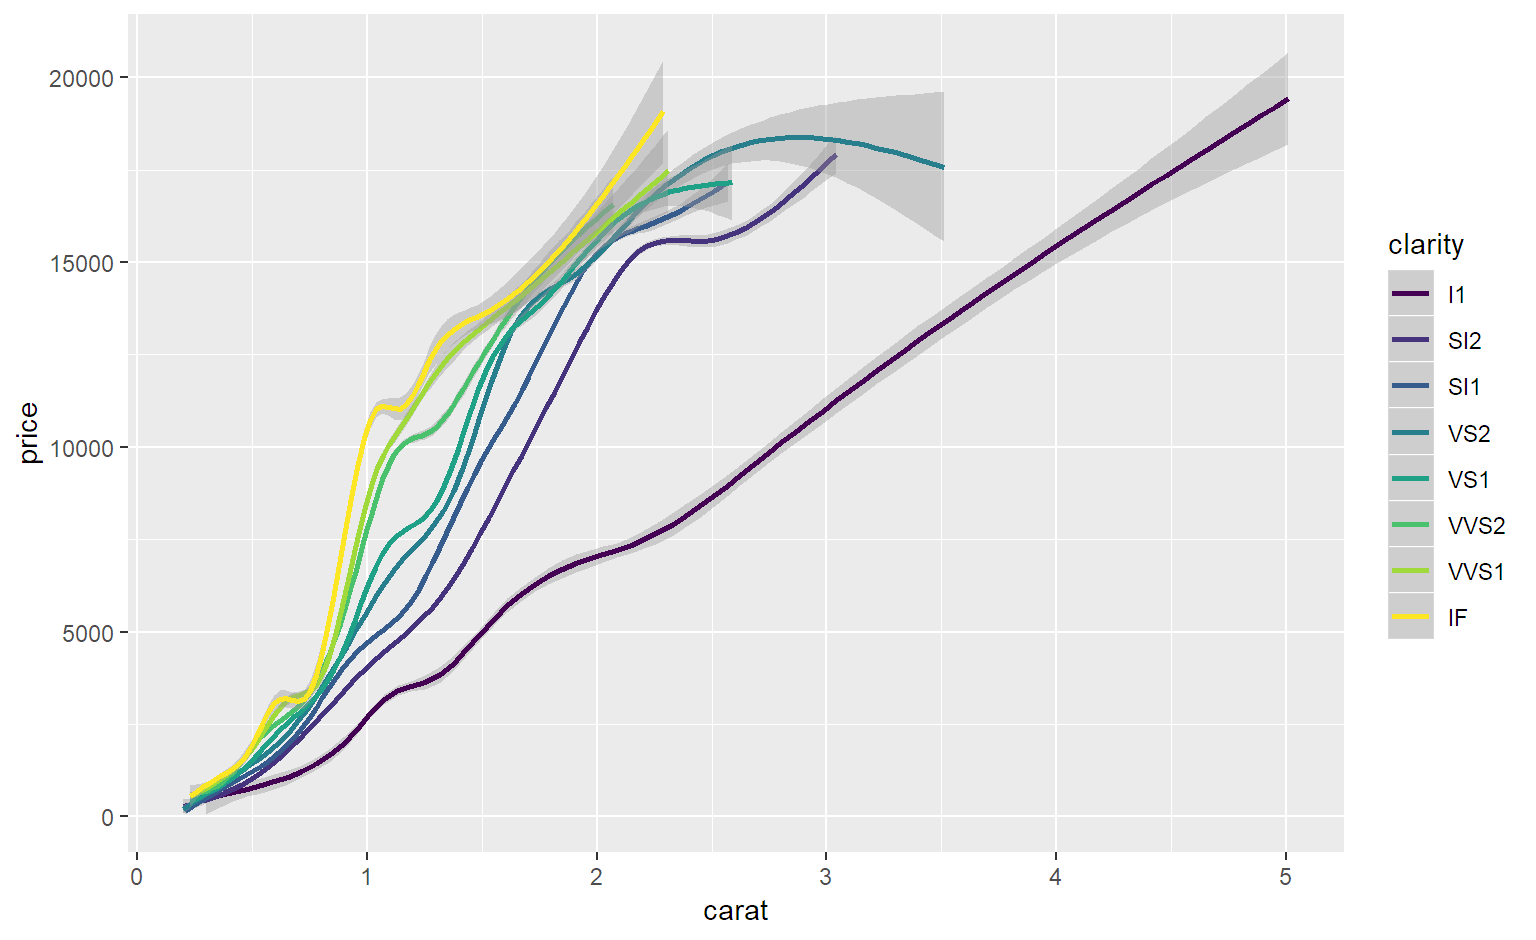 20000
15000
10000
5000
0
price
0 1 2 3 4 5
carat
clarity
I1
SI2
SI1
VS2
VS1
VVS2
VVS1
IF